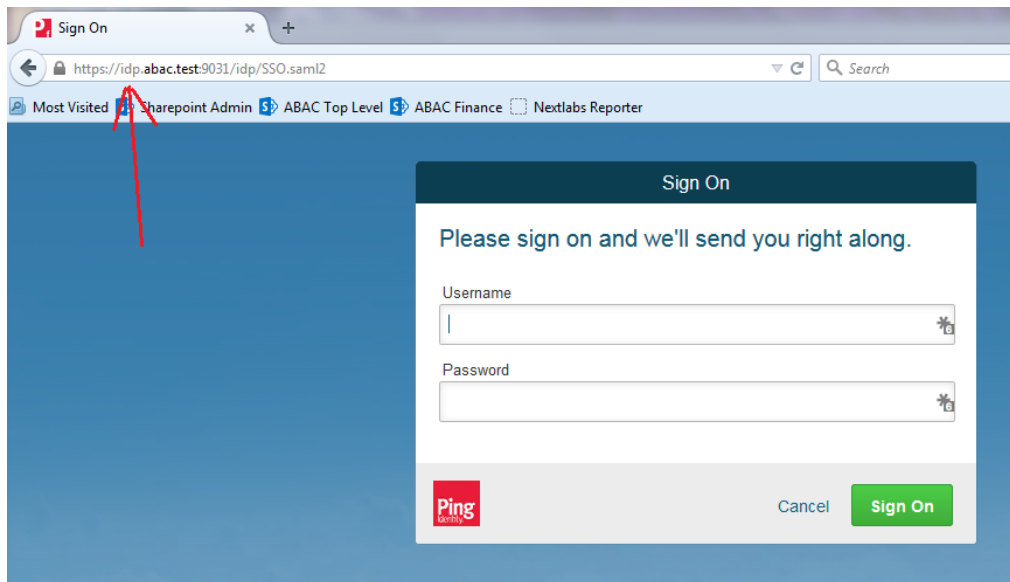 Sign On
https://idp.abac.test:9031/idp/SSO.saml2
Search
Most Visited Sharepoint Admin ABAC Top Level ABAC Finance Nextlabs Reporter
Sign On
Please sign on and we'll send you right along.
Username
Password
Ping
Identity
Cancel Sign On